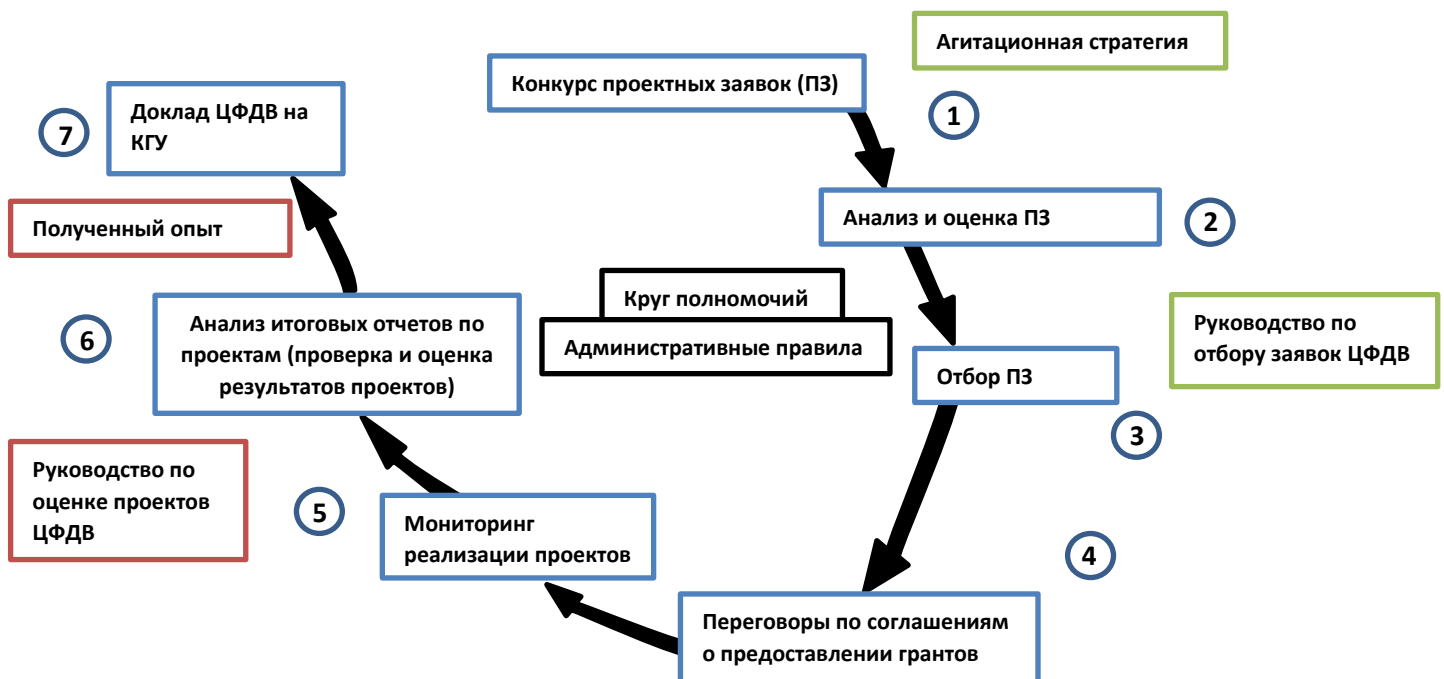 Агитационная стратегия
Конкурс проектных заявок (ПЗ)
1
Анализ и оценка ПЗ
2
Руководство по
отбору заявок ЦФДВ
Отбор ПЗ
3
4
Переговоры по соглашениям
о предоставлении грантов
Мониторинг
реализации проектов
5
Руководство по
оценке проектов
ЦФДВ
Анализ итоговых отчетов по
проектам (проверка и оценка
результатов проектов)
6
Полученный опыт
Доклад ЦФДВ на
КГУ
7
Круг полномочий
Административные правила